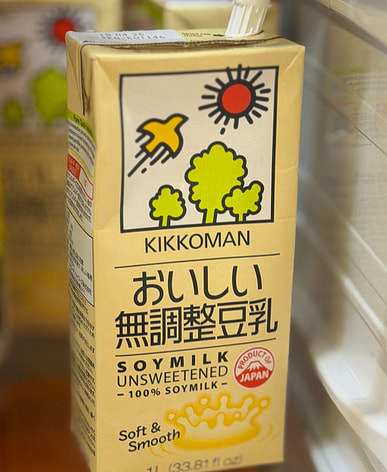 KIKKOMAN
おいしい
無調整豆乳
SOYMILK
UNSWEETENED
- 100% SOYMILK -
PRODUCT OF
JAPAN
Soft &
Smooth
1L (33.81 fl oz)